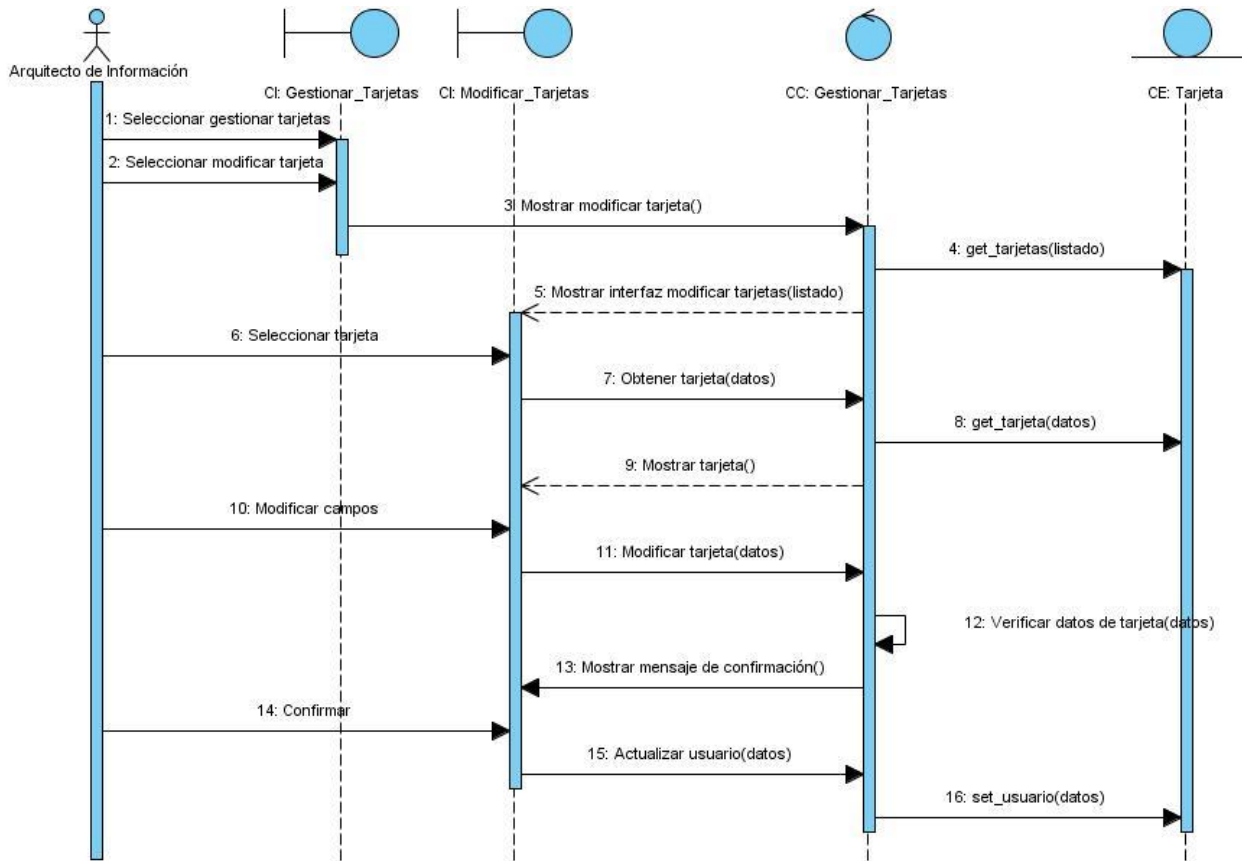 Arquitecto de Información
CI: Gestionar_Tarjetas
CI: Modificar_Tarjetas
CC: Gestionar_Tarjetas
CE: Tarjeta
1: Seleccionar gestionar tarjetas
2: Seleccionar modificar tarjeta
3: Mostrar modificar tarjeta()
4: get_tarjetas(listado)
5: Mostrar interfaz modificar tarjetas(listado)
6: Seleccionar tarjeta
7: Obtener tarjeta(datos)
8: get_tarjeta(datos)
9: Mostrar tarjeta()
10: Modificar campos
11: Modificar tarjeta(datos)
12: Verificar datos de tarjeta(datos)
13: Mostrar mensaje de confirmación()
14: Confirmar
15: Actualizar usuario(datos)
16: set_usuario(datos)